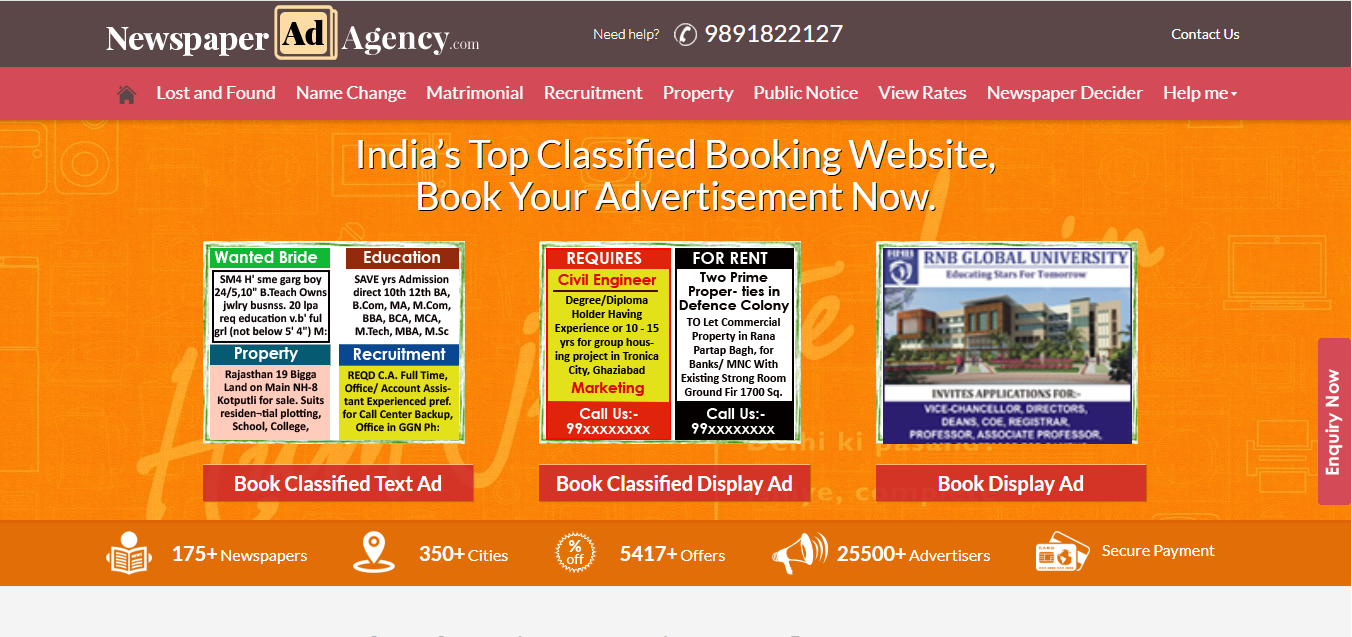 Newspaper Ad Agency.com
Need help? 9891822127
Contact Us
Lost and Found Name Change Matrimonial Recruitment Property Public Notice View Rates Newspaper Decider Help me
India's Top Classified Booking Website,
Book Your Advertisement Now.
Wanted Bride
SM4 H' sme garg boy
24/5,10" B.Teach Owns
jwlry busnss. 20 lpa
req education v.b' ful
grl (not below 5' 4") M:
Education
SAVE yrs Admission
direct 10th 12th BA,
B.Com, MA, M.Com,
BBA, BCA, MCA,
M.Tech, MBA, M.Sc
Property
Rajasthan 19 Bigga
Land on Main NH-8
Kotputli for sale. Suits
residen¬tial plotting,
School, College,
Recruitment
REQD C.A. Full Time,
Office/ Account Assis-
tant Experienced pref.
for Call Center Backup,
Office in GGN Ph:
Book Classified Text Ad
REQUIRES
Civil Engineer
Degree/Diploma
Holder Having
Experience or 10 - 15
yrs for group hous-
ing project in Tronica
City, Ghaziabad
Marketing
Call Us:-
99xxxxxxxx
FOR RENT
Two Prime
Proper- ties in
Defence Colony
TO Let Commercial
Property in Rana
Partap Bagh, for
Banks/ MNC With
Existing Strong Room
Ground Fir 1700 Sq.
Call Us:-
99xxxxxxxx
Book Classified Display Ad
RNB GLOBAL UNIVERSITY
Educating Stars For Tomorrow
INVITES APPLICATIONS FOR:-
VICE-CHANCELLOR, DIRECTORS,
DEANS, COE, REGISTRAR,
PROFESSOR, ASSOCIATE PROFESSOR,
Book Display Ad
Enquiry Now
175+ Newspapers
350+ Cities
% off
5417+ Offers
25500+ Advertisers
Secure Payment